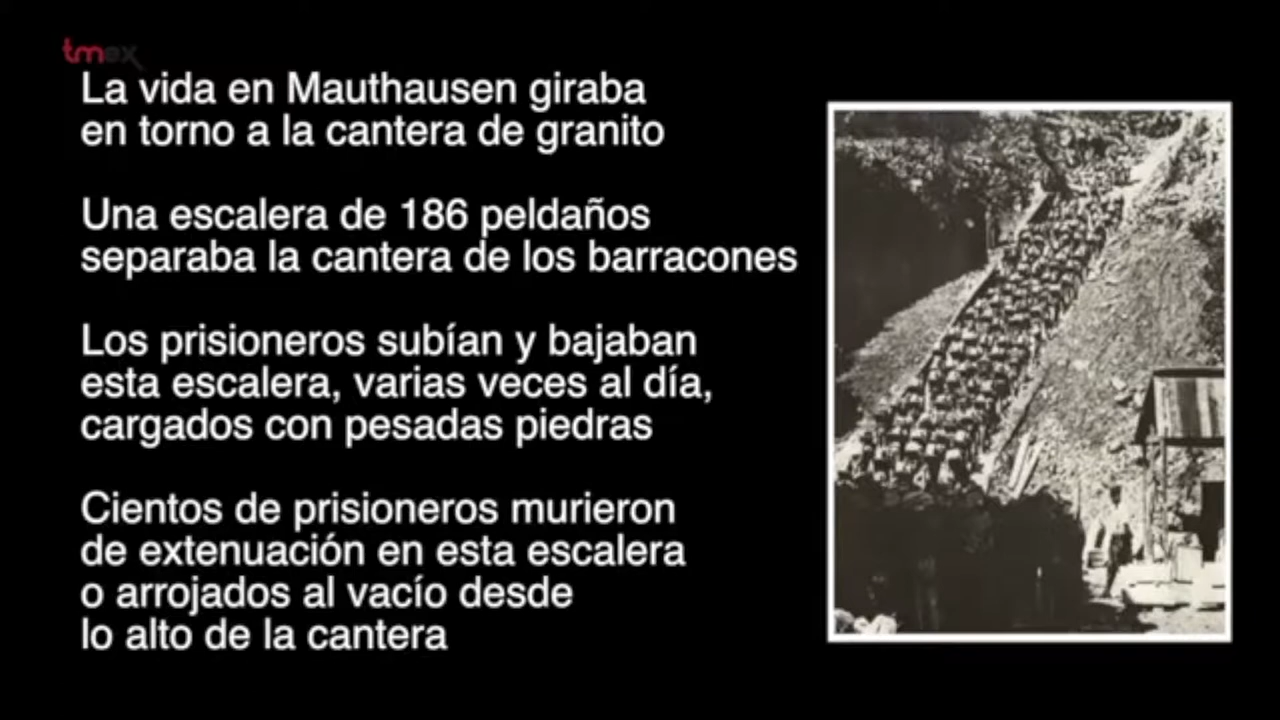 tmex
La vida en Mauthausen giraba
en torno a la cantera de granito
Una escalera de 186 peldaños
separaba la cantera de los barracones
Los prisioneros subían y bajaban
esta escalera, varias veces al día,
cargados con pesadas piedras
Cientos de prisioneros murieron
de extenuación en esta escalera
o arrojados al vacío desde
lo alto de la cantera